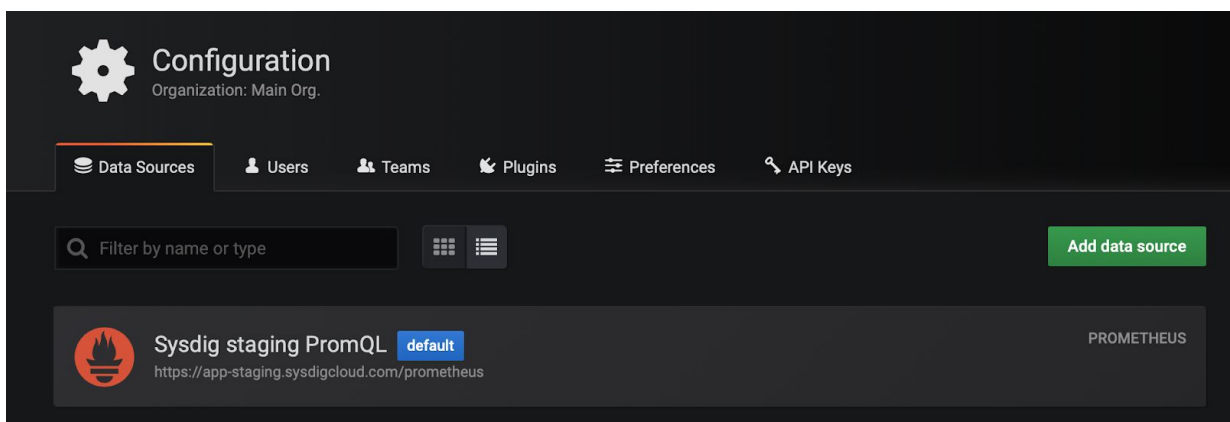 Configuration
Organization: Main Org.
Data Sources Users Teams Plugins Preferences API Keys
Filter by name or type Add data source
Sysdig staging PromQL default PROMETHEUS
https://app-staging.sysdigcloud.com/prometheus